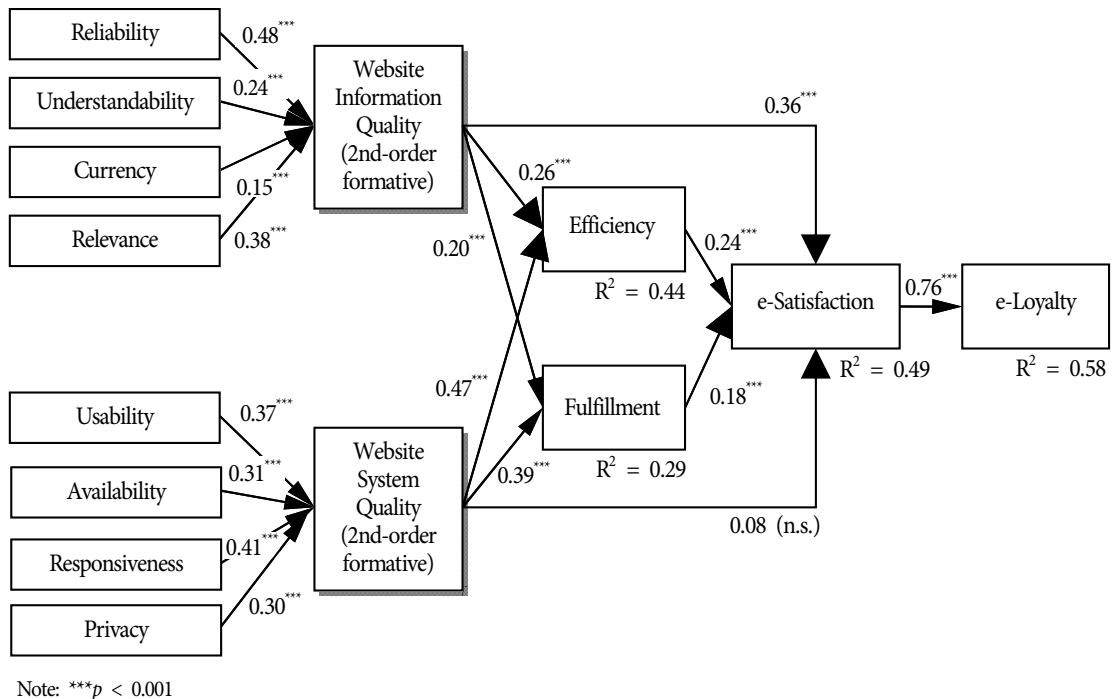 Reliability
0.48***
Understandability
0.24***
Currency
0.15***
Relevance
0.38***
Website
Information
Quality
(2nd-order
formative)
0.36***
0.26***
0.20***
Efficiency
R² = 0.44
0.24***
e-Satisfaction
R² = 0.49
0.76***
e-Loyalty
R² = 0.58
0.47***
Fulfillment
R² = 0.29
0.18***
0.39***
0.08 (n.s.)
Usability
0.37***
Availability
0.31***
Responsiveness
0.41***
Privacy
0.30***
Website
System
Quality
(2nd-order
formative)
Note: ***p < 0.001